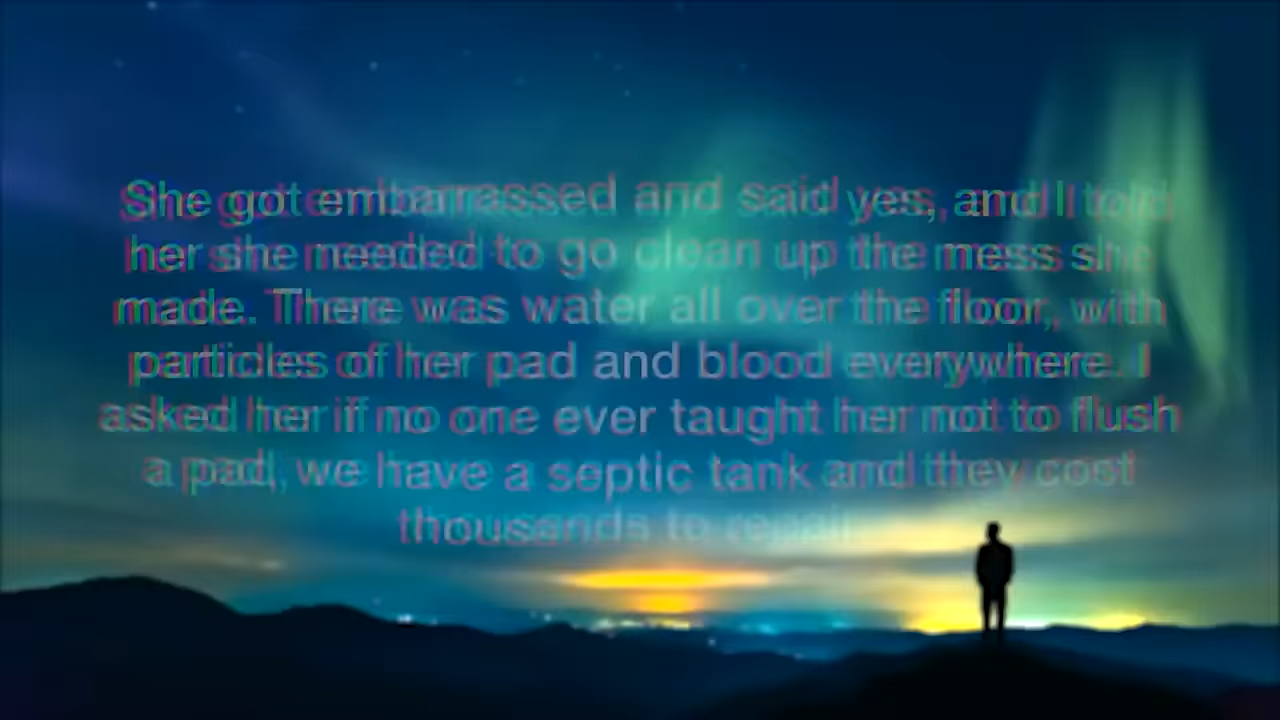 She got embarrassed and said yes, and I told
her she needed to go clean up the mess she
made. There was water all over the floor, with
particles of her pad and blood everywhere. I
asked her if no one ever taught her not to flush
a pad, we have a septic tank and they cost
thousands to repair.